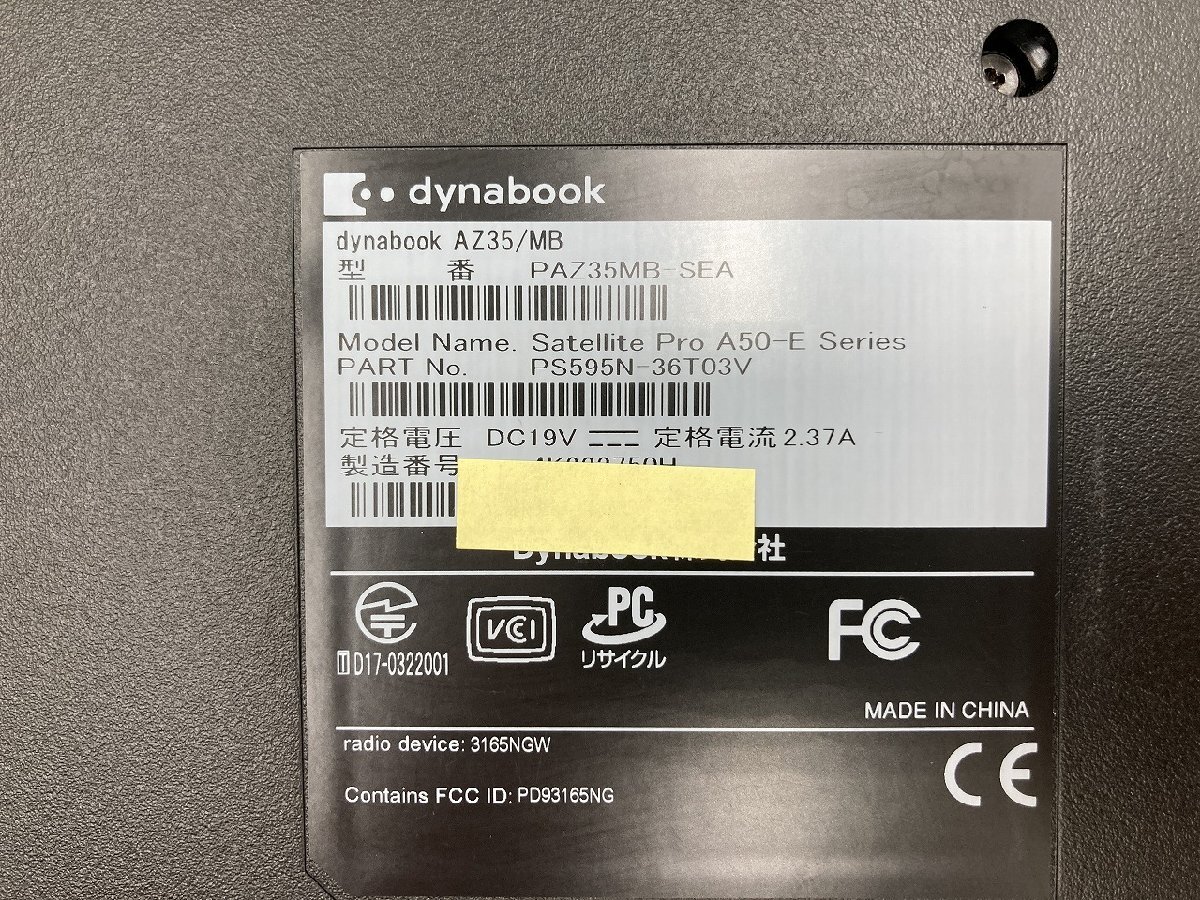 dynabook
dynabook AZ35/MB
型 番 PAZ35MB-SEA
Model Name. Satellite Pro A50-E Series
PART No. PS595N-36T03V
定格電圧 DC19V 定格電流2.37A
製造番号
社
PC
VCCI
リサイクル
FC
T D17-0322001
MADE IN CHINA
radio device: 3165NGW
CE
Contains FCC ID: PD93165NG